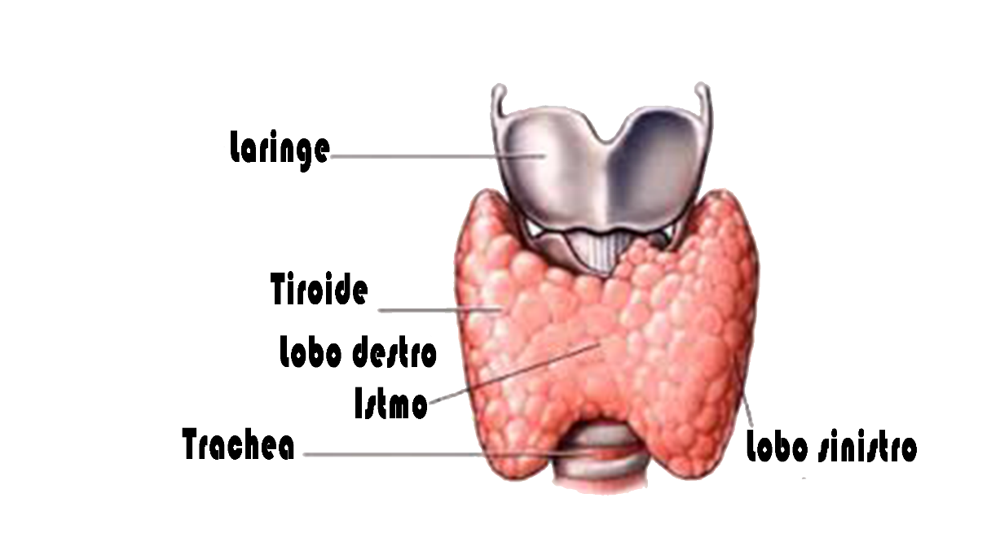 Laringe
Tiroide
Lobo destro
Istmo
Trachea
Lobo sinistro